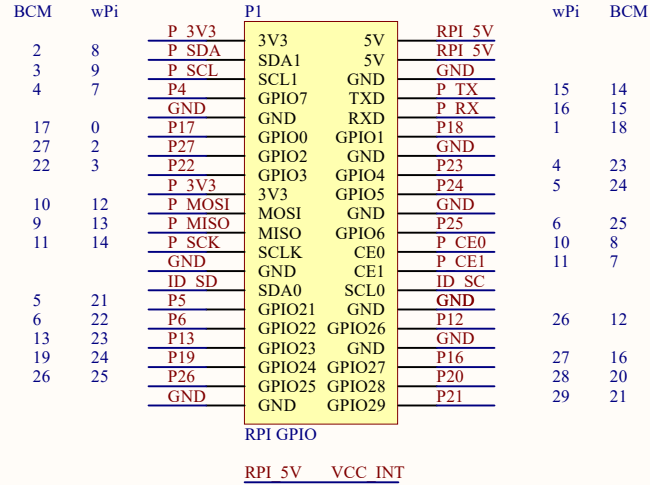 BCM wPi P1 wPi BCM
P_3V3 3V3 5V RPI_5V
2 8 P_SDA SDA1 5V RPI_5V
3 9 P_SCL SCL1 GND GND
4 7 P4 GPIO7 TXD P_TX 15 14
GND GND RXD P_RX 16 15
17 0 P17 GPIO0 GPIO1 P18 1 18
27 2 P27 GPIO2 GND GND
22 3 P22 GPIO3 GPIO4 P23 4 23
P_3V3 3V3 GPIO5 P24 5 24
10 12 P_MOSI MOSI GND GND
9 13 P_MISO MISO GPIO6 P25 6 25
11 14 P_SCK SCLK CE0 P_CE0 10 8
GND GND CE1 P_CE1 11 7
ID_SD SDA0 SCL0 ID_SC
5 21 P5 GPIO21 GND GND
6 22 P6 GPIO22 GPIO26 P12 26 12
13 23 P13 GPIO23 GND GND
19 24 P19 GPIO24 GPIO27 P16 27 16
26 25 P26 GPIO25 GPIO28 P20 28 20
GND GND GPIO29 P21 29 21
RPI GPIO
RPI_5V VCC_INT